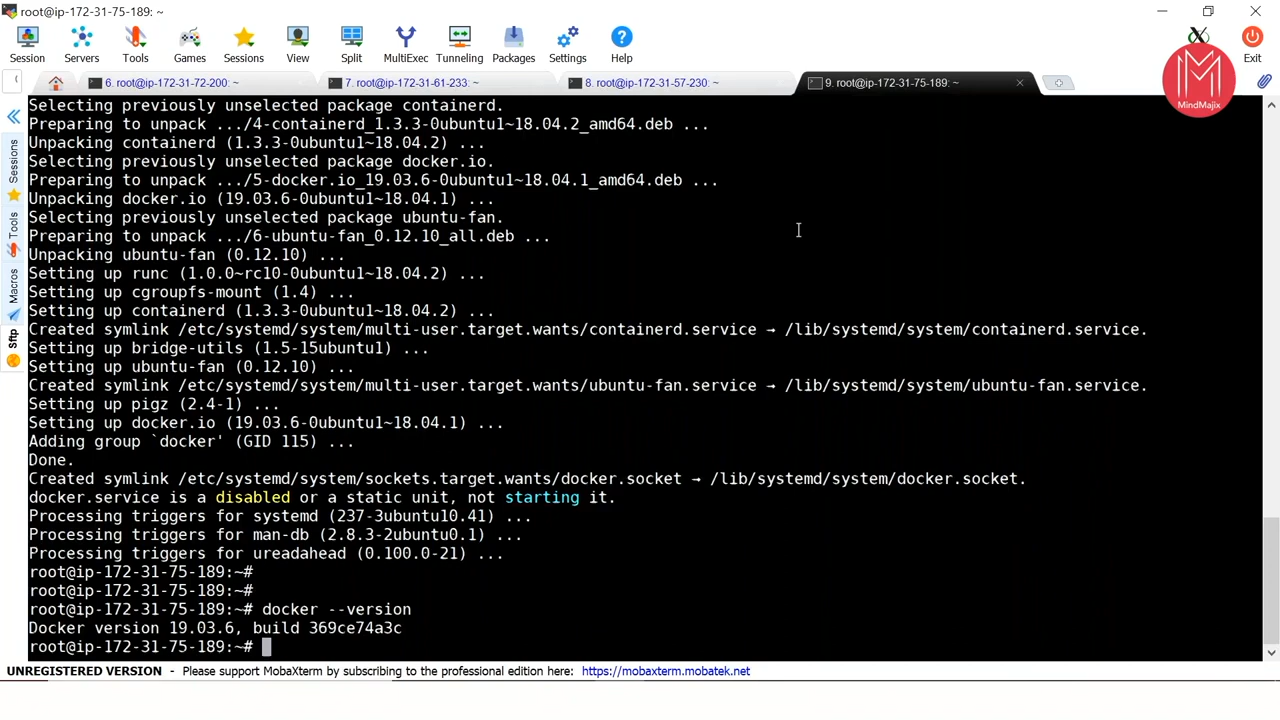 root@ip-172-31-75-189: ~
Session Servers Tools Games Sessions View Split MultiExec Tunneling Packages Settings Help X Exit
6. root@ip-172-31-72-200: ~ 7. root@ip-172-31-61-233: ~ 8. root@ip-172-31-57-230: ~ 9. root@ip-172-31-75-189: ~
MindMajix
Sessions
Tools
Macros
Sftp
Selecting previously unselected package containerd.
Preparing to unpack .../4-containerd_1.3.3-0ubuntu1~18.04.2_amd64.deb ...
Unpacking containerd (1.3.3-0ubuntu1~18.04.2) ...
Selecting previously unselected package docker.io.
Preparing to unpack .../5-docker.io_19.03.6-0ubuntu1~18.04.1_amd64.deb ...
Unpacking docker.io (19.03.6-0ubuntu1~18.04.1) ...
Selecting previously unselected package ubuntu-fan.
Preparing to unpack .../6-ubuntu-fan_0.12.10_all.deb ...
Unpacking ubuntu-fan (0.12.10) ...
Setting up runc (1.0.0~rc10-0ubuntu1~18.04.2) ...
Setting up cgroupfs-mount (1.4) ...
Setting up containerd (1.3.3-0ubuntu1~18.04.2) ...
Created symlink /etc/systemd/system/multi-user.target.wants/containerd.service → /lib/systemd/system/containerd.service.
Setting up bridge-utils (1.5-15ubuntu1) ...
Setting up ubuntu-fan (0.12.10) ...
Created symlink /etc/systemd/system/multi-user.target.wants/ubuntu-fan.service → /lib/systemd/system/ubuntu-fan.service.
Setting up pigz (2.4-1) ...
Setting up docker.io (19.03.6-0ubuntu1~18.04.1) ...
Adding group `docker' (GID 115) ...
Done.
Created symlink /etc/systemd/system/sockets.target.wants/docker.socket → /lib/systemd/system/docker.socket.
docker.service is a disabled or a static unit, not starting it.
Processing triggers for systemd (237-3ubuntu10.41) ...
Processing triggers for man-db (2.8.3-2ubuntu0.1) ...
Processing triggers for ureadahead (0.100.0-21) ...
root@ip-172-31-75-189:~#
root@ip-172-31-75-189:~#
root@ip-172-31-75-189:~# docker --version
Docker version 19.03.6, build 369ce74a3c
root@ip-172-31-75-189:~#
UNREGISTERED VERSION - Please support MobaXterm by subscribing to the professional edition here: https://mobaxterm.mobatek.net